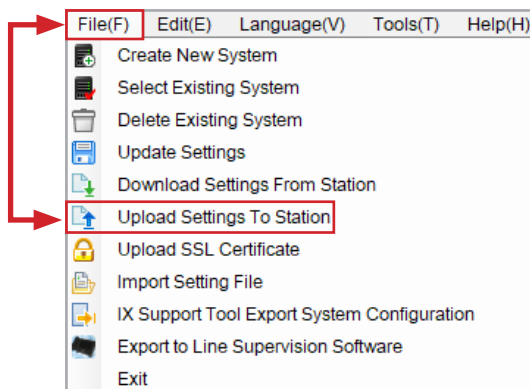 File(F) Edit(E) Language(V) Tools(T) Help(H)
Create New System
Select Existing System
Delete Existing System
Update Settings
Download Settings From Station
Upload Settings To Station
Upload SSL Certificate
Import Setting File
IX Support Tool Export System Configuration
Export to Line Supervision Software
Exit